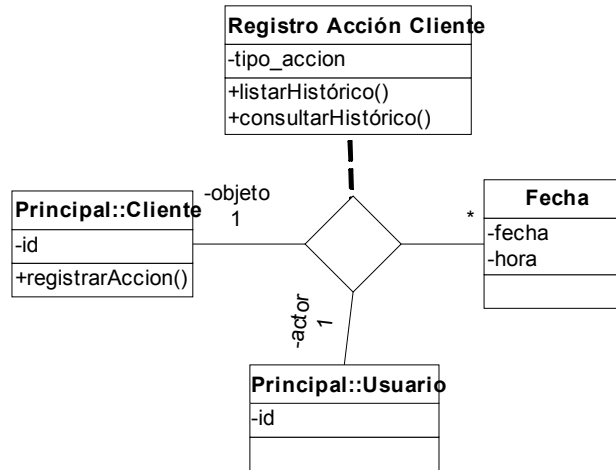 Registro Acción Cliente
-tipo_accion
+listarHistórico()
+consultarHistórico()
-objeto
1
Principal::Cliente
-id
+registrarAccion()
*
Fecha
-fecha
-hora
-actor
1
Principal::Usuario
-id